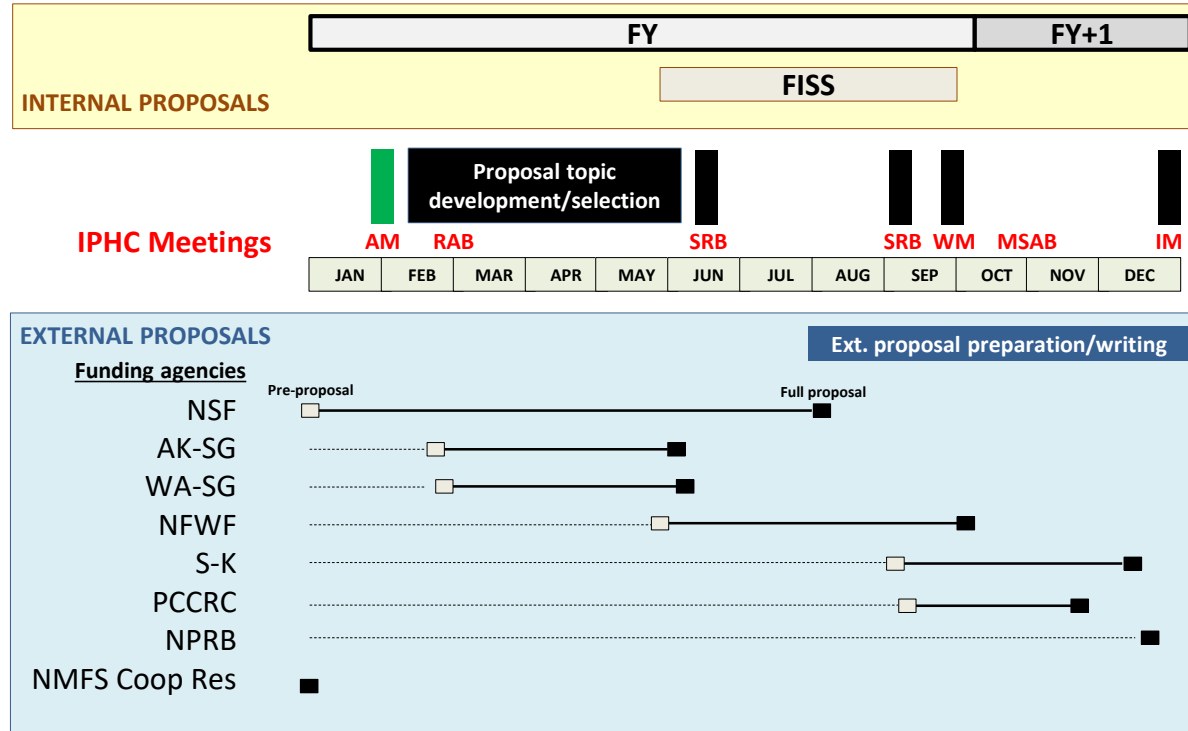 FY
FY+1
FISS
INTERNAL PROPOSALS
Proposal topic
development/selection
IPHC Meetings
AM
RAB
SRB
SRB
WM
MSAB
IM
JAN
FEB
MAR
APR
MAY
JUN
JUL
AUG
SEP
OCT
NOV
DEC
EXTERNAL PROPOSALS
Ext. proposal preparation/writing
Funding agencies
Pre-proposal
Full proposal
NSF
AK-SG
WA-SG
NFWF
S-K
PCCRC
NPRB
NMFS Coop Res